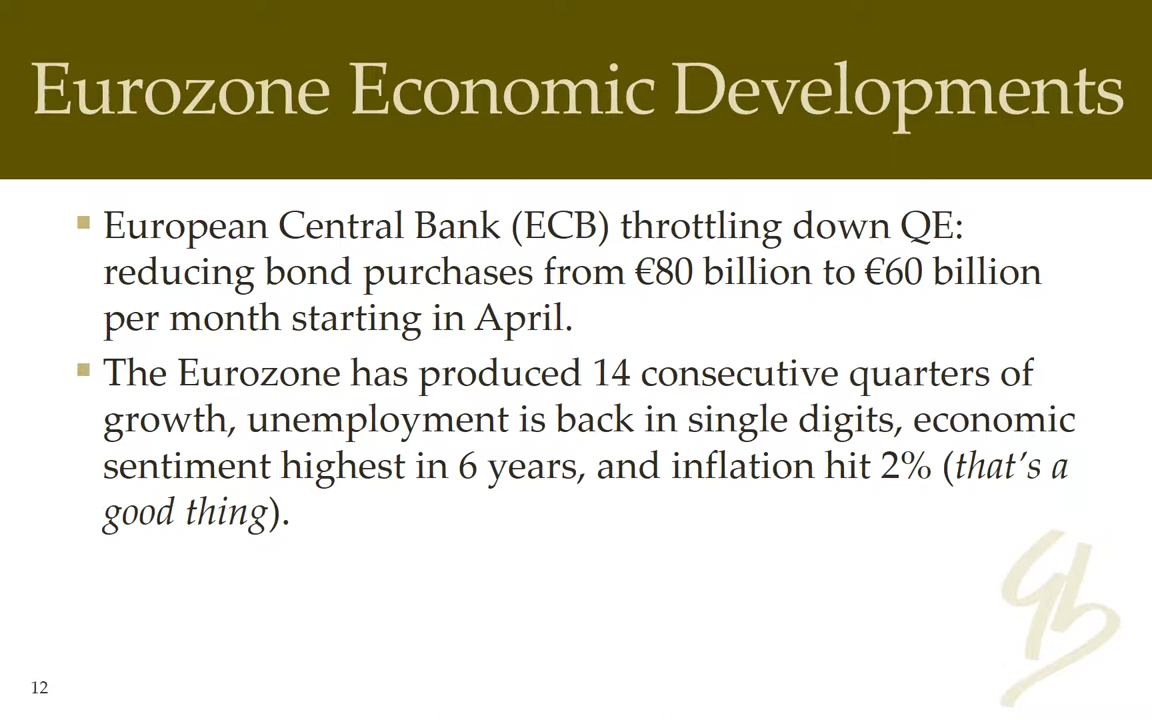 Eurozone Economic Developments
▪ European Central Bank (ECB) throttling down QE:
reducing bond purchases from €80 billion to €60 billion
per month starting in April.
▪ The Eurozone has produced 14 consecutive quarters of
growth, unemployment is back in single digits, economic
sentiment highest in 6 years, and inflation hit 2% (that’s a
good thing).
12